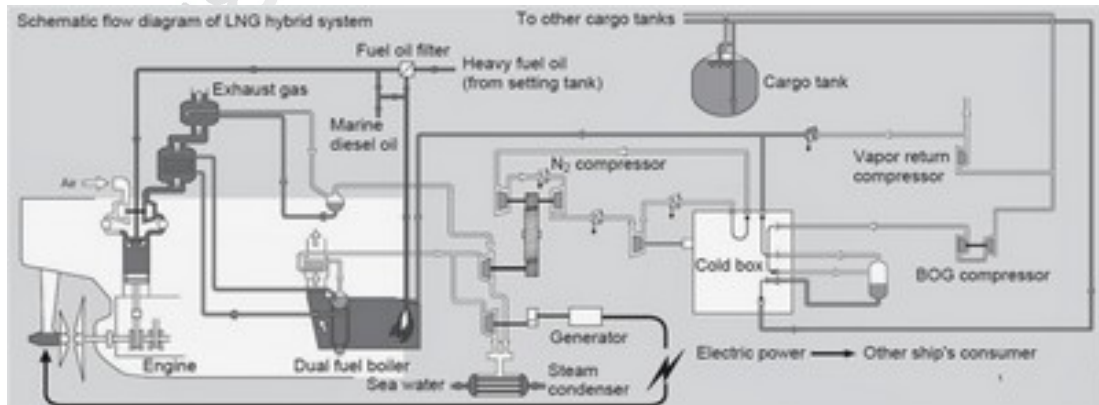 Schematic flow diagram of LNG hybrid system
To other cargo tanks
Fuel oil filter
Heavy fuel oil
(from setting tank)
Exhaust gas
Cargo tank
Marine
diesel oil
Air
N2 compressor
Vapor return
compressor
Cold box
BOG compressor
Engine
Dual fuel boiler
Generator
Electric power
Other ship's consumer
Sea water
Steam
condenser